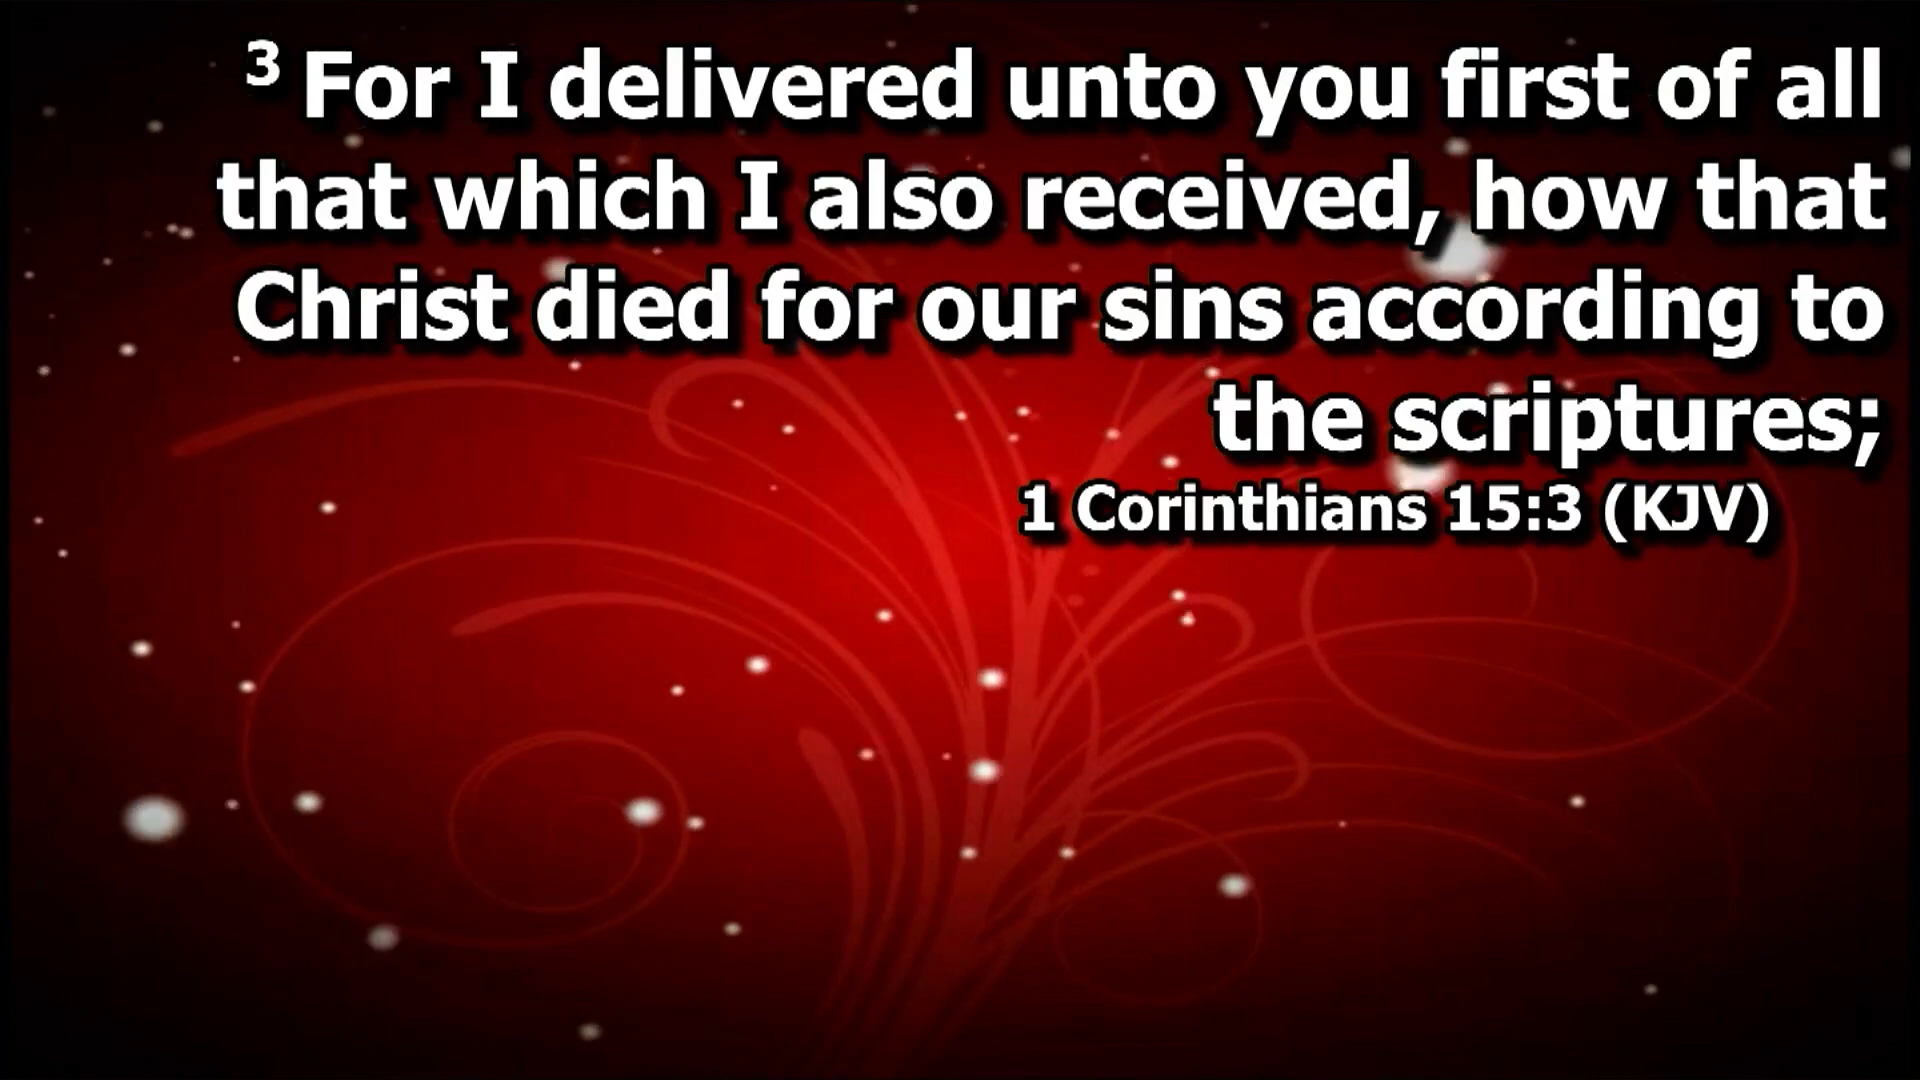 3 For I delivered unto you first of all
that which I also received, how that
Christ died for our sins according to
the scriptures;
1 Corinthians 15:3 (KJV)